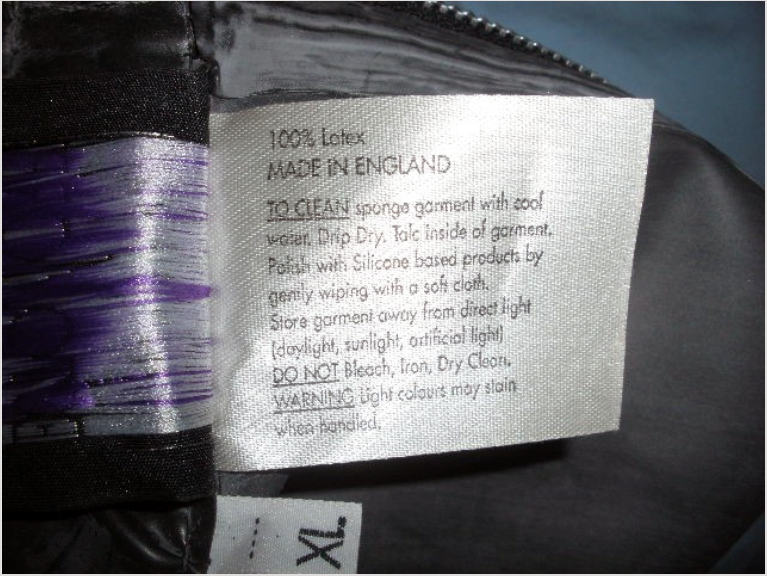 100% Latex
MADE IN ENGLAND
TO CLEAN sponge garment with cool
water. Drip Dry. Talc inside of garment.
Polish with Silicone based products by
gently wiping with a soft cloth.
Store garment away from direct light
(daylight, sunlight, artificial light)
DO NOT Bleach, Iron, Dry Clean.
WARNING Light colours may stain
when handled.
XL